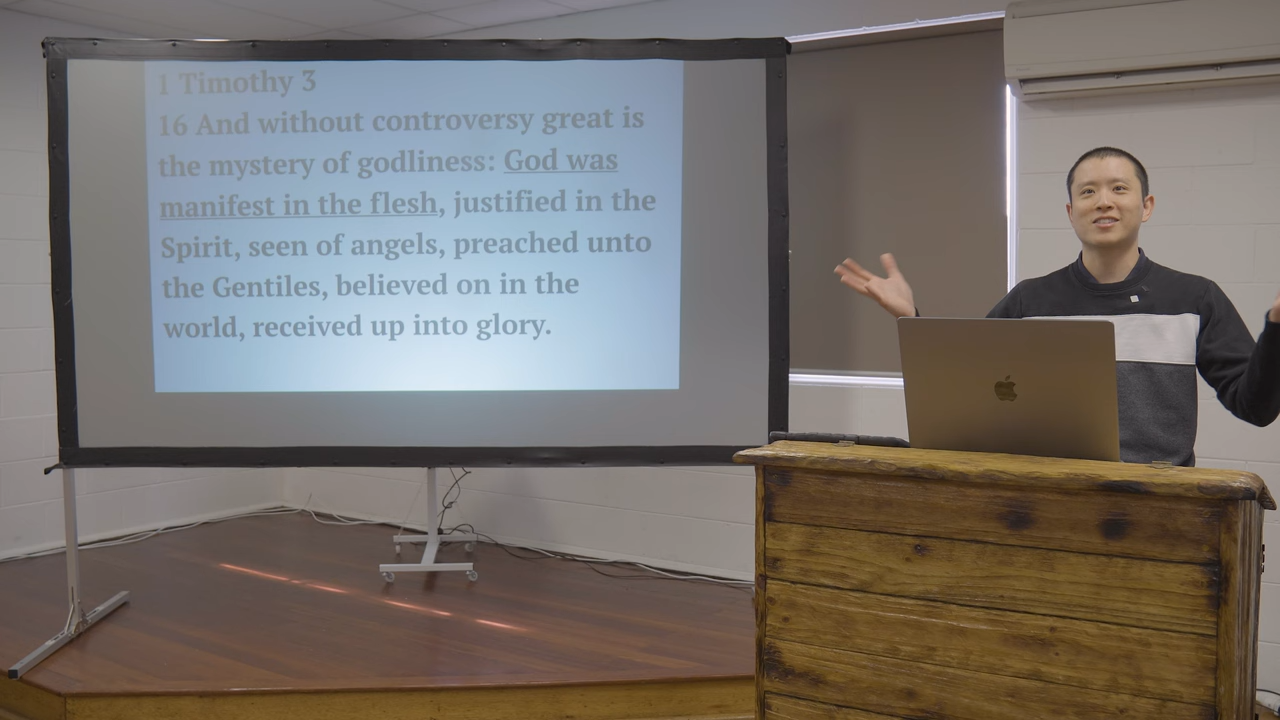 1 Timothy 3
16 And without controversy great is
the mystery of godliness: God was
manifest in the flesh, justified in the
Spirit, seen of angels, preached unto
the Gentiles, believed on in the
world, received up into glory.